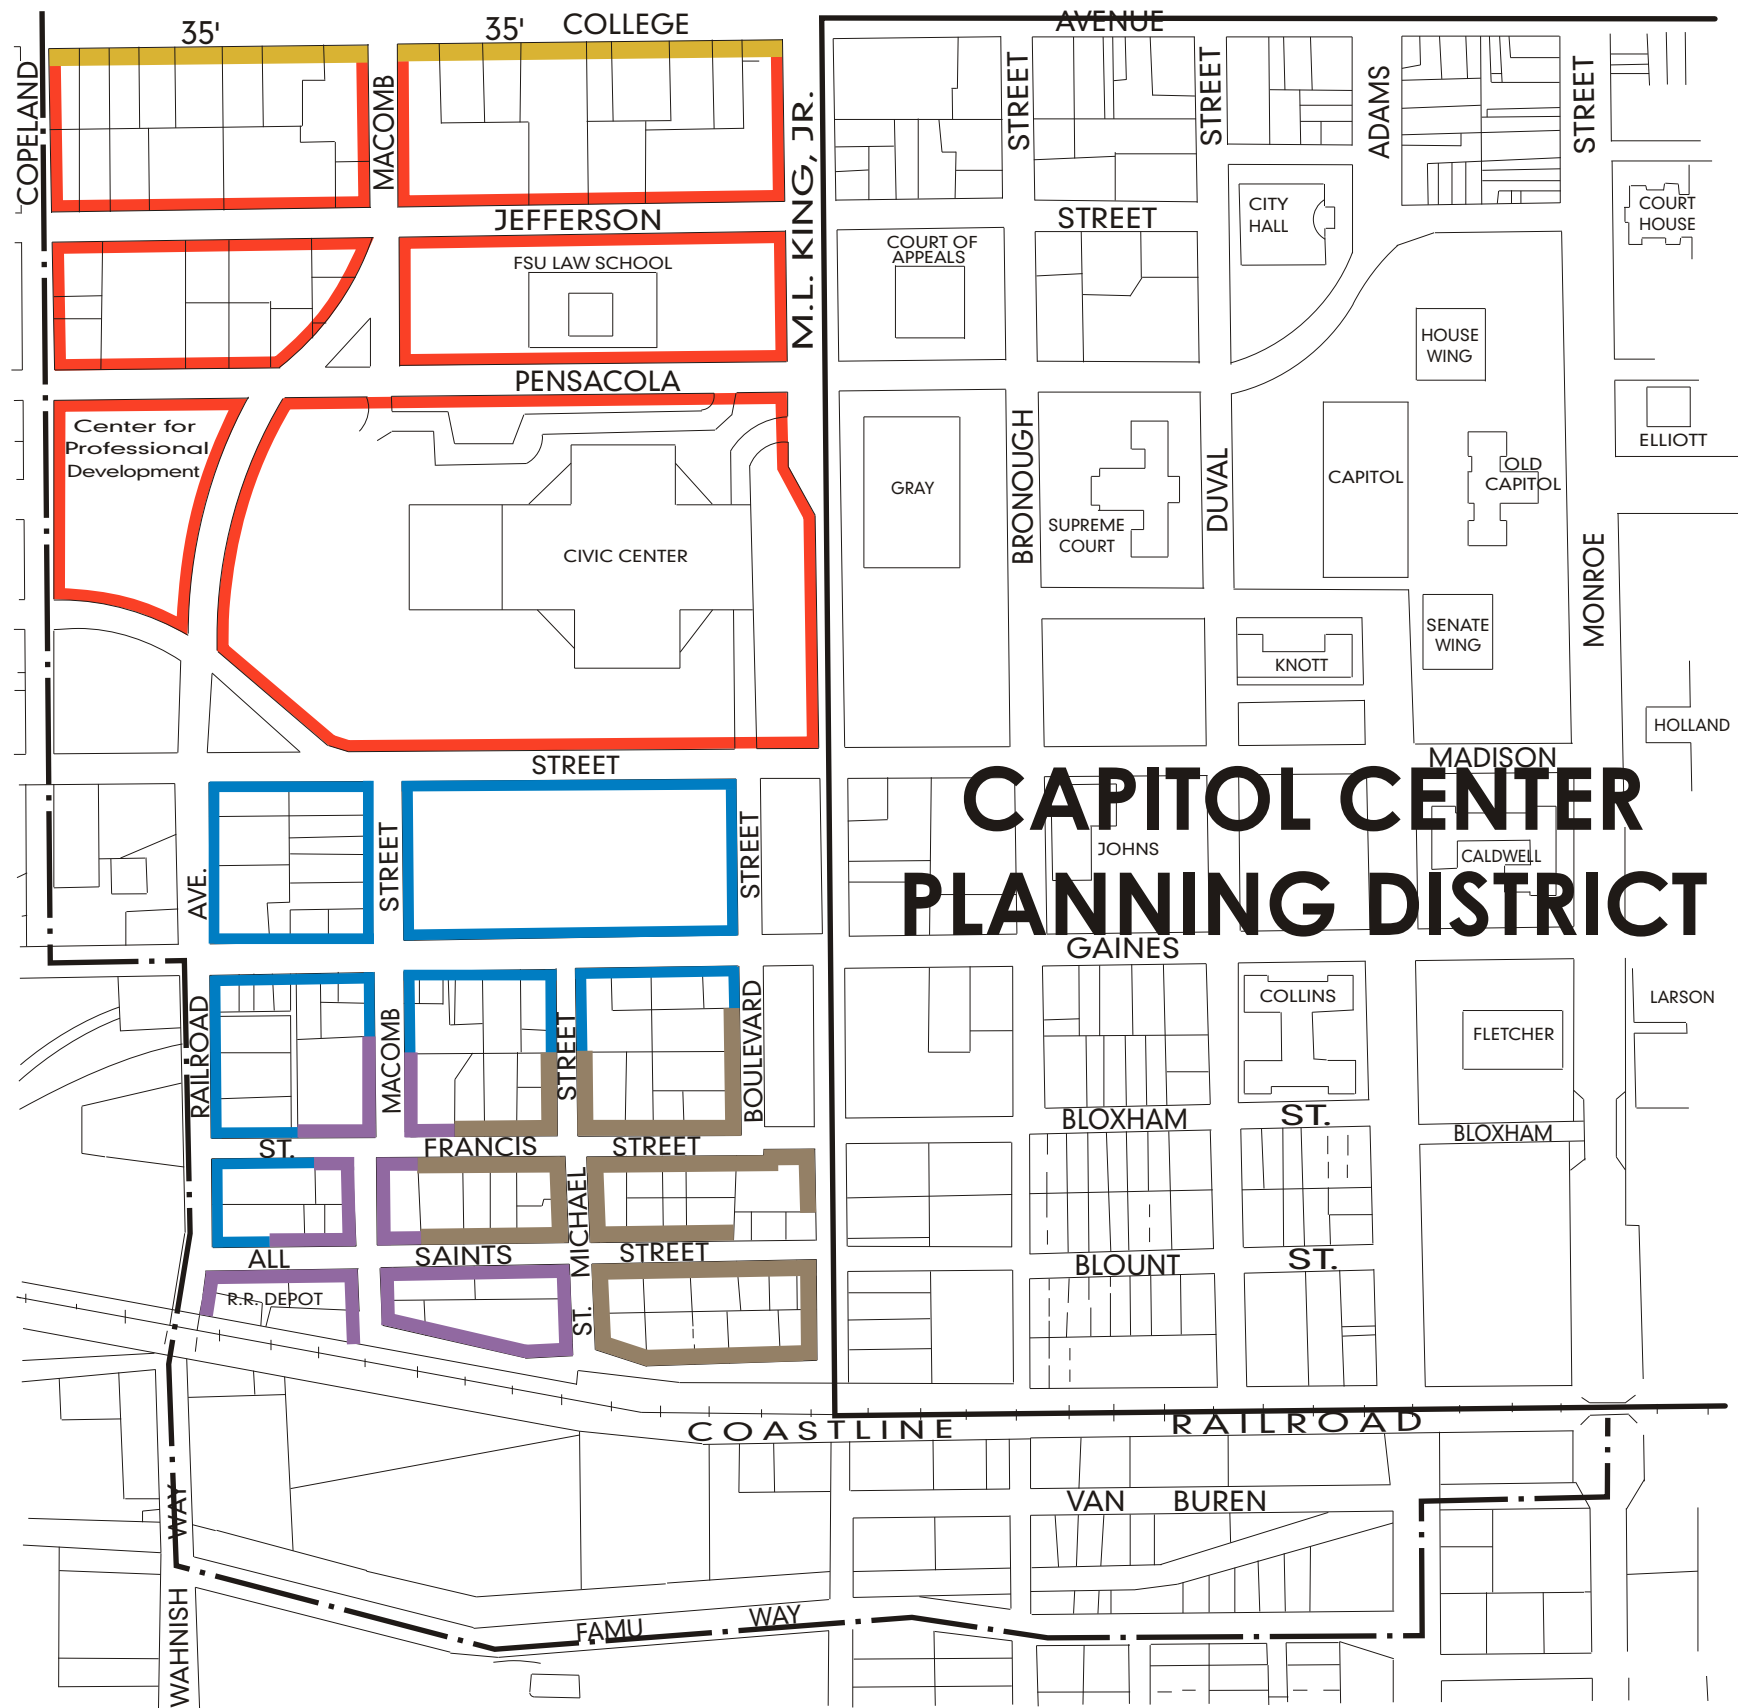 35'
35'
COLLEGE
AVENUE
COPELAND
MACOMB
M.L. KING, JR.
STREET
STREET
ADAMS
STREET
JEFFERSON
STREET
CITY
HALL
COURT
HOUSE
FSU LAW SCHOOL
COURT OF
APPEALS
HOUSE
WING
PENSACOLA
Center for
Professional
Development
CIVIC CENTER
GRAY
BRONOUGH
SUPREME
COURT
DUVAL
CAPITOL
OLD
CAPITOL
ELLIOTT
MONROE
SENATE
WING
KNOTT
HOLLAND
STREET
MADISON
CAPITOL CENTER
PLANNING DISTRICT
JOHNS
CALDWELL
AVE.
STREET
STREET
GAINES
RAILROAD
MACOMB
STREET
BOULEVARD
COLLINS
FLETCHER
LARSON
ST.
FRANCIS
STREET
BLOXHAM
ST.
BLOXHAM
ST. MICHAEL
ALL
SAINTS
STREET
BLOUNT
ST.
R.R. DEPOT
COASTLINE
RAILROAD
VAN BUREN
WAHNISH WAY
FAMU
WAY